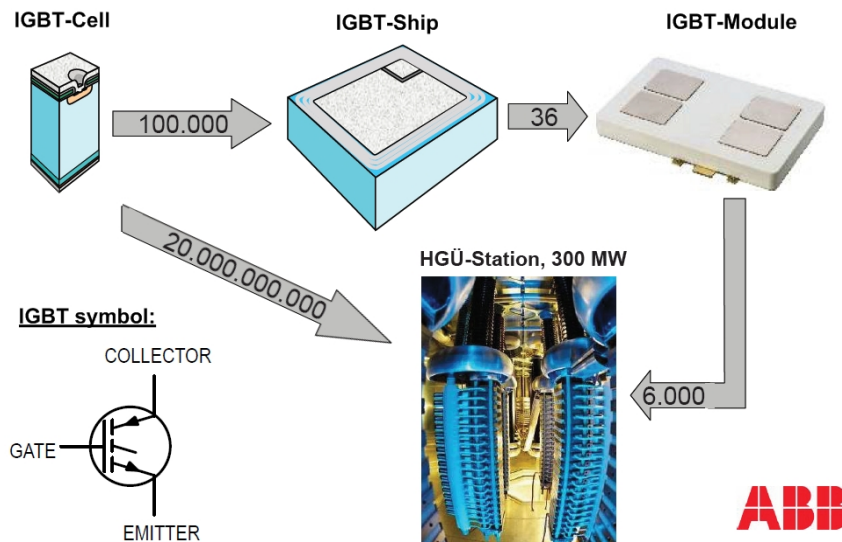 IGBT-Cell
IGBT-Ship
IGBT-Module
100.000
36
20.000.000.000
HGÜ-Station, 300 MW
IGBT symbol:
COLLECTOR
6.000
GATE
EMITTER
ABB